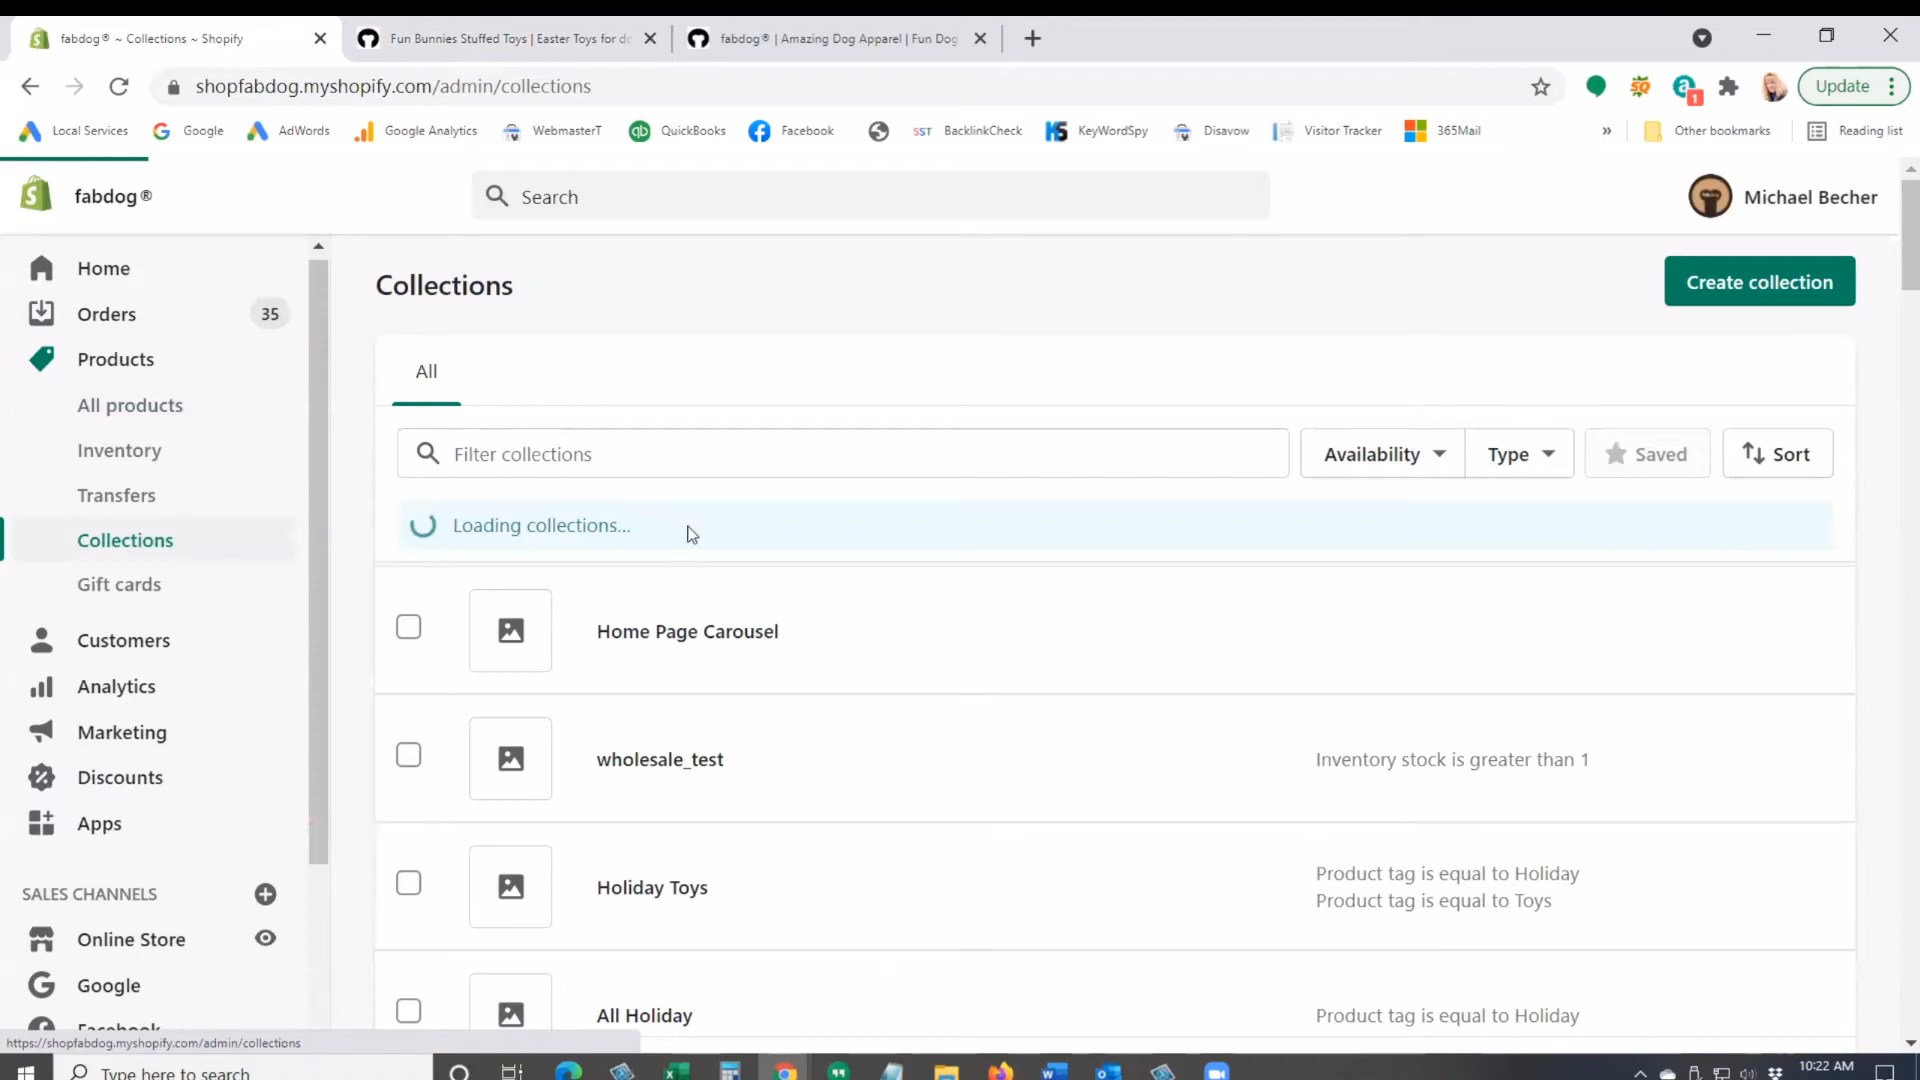 fabdog® ~ Collections ~ Shopify
Fun Bunnies Stuffed Toys | Easter Toys for do
fabdog® | Amazing Dog Apparel | Fun Dog
shopfabdog.myshopify.com/admin/collections
1
Update
Local Services
Google
AdWords
Google Analytics
WebmasterT
qb
QuickBooks
Facebook
SST
BacklinkCheck
KS
KeyWordSpy
Disavow
Visitor Tracker
365Mail
»
Other bookmarks
Reading list
fabdog®
Search
Michael Becher
Home
Orders
35
Products
All products
Inventory
Transfers
Collections
Gift cards
Customers
Analytics
Marketing
Discounts
Apps
SALES CHANNELS
Online Store
Google
Facebook
Collections
Create collection
All
Filter collections
Availability
Type
Saved
Sort
Loading collections...
Home Page Carousel
wholesale_test
Inventory stock is greater than 1
Holiday Toys
Product tag is equal to Holiday
Product tag is equal to Toys
All Holiday
Product tag is equal to Holiday
https://shopfabdog.myshopify.com/admin/collections
Type here to search
10:22 AM